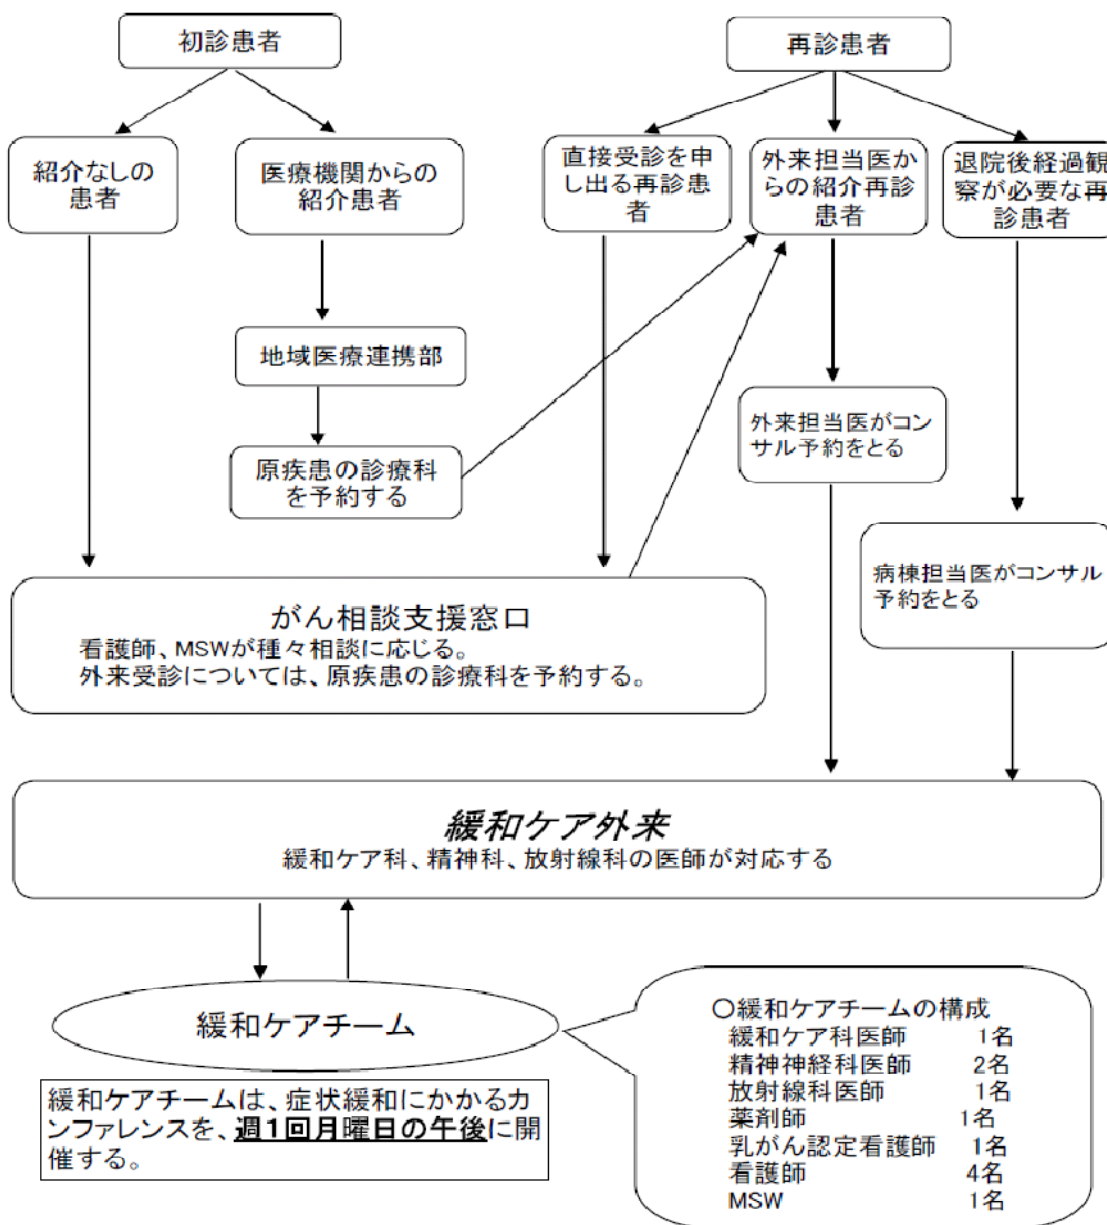 初診患者
再診患者
紹介なしの
患者
医療機関からの
紹介患者
直接受診を申
し出る再診患
者
外来担当医か
らの紹介再診
患者
退院後経過観
察が必要な再
診患者
地域医療連携部
原疾患の診療科
を予約する
外来担当医がコン
サル予約をとる
病棟担当医がコンサル
予約をとる
がん相談支援窓口
看護師、MSWが種々相談に応じる。
外来受診については、原疾患の診療科を予約する。
緩和ケア外来
緩和ケア科、精神科、放射線科の医師が対応する
緩和ケアチーム
緩和ケアチームは、症状緩和にかかるカ
ンファレンスを、週1回月曜日の午後に開
催する。
〇緩和ケアチームの構成
緩和ケア科医師 1名
精神神経科医師 2名
放射線科医師 1名
薬剤師 1名
乳がん認定看護師 1名
看護師 4名
MSW 1名